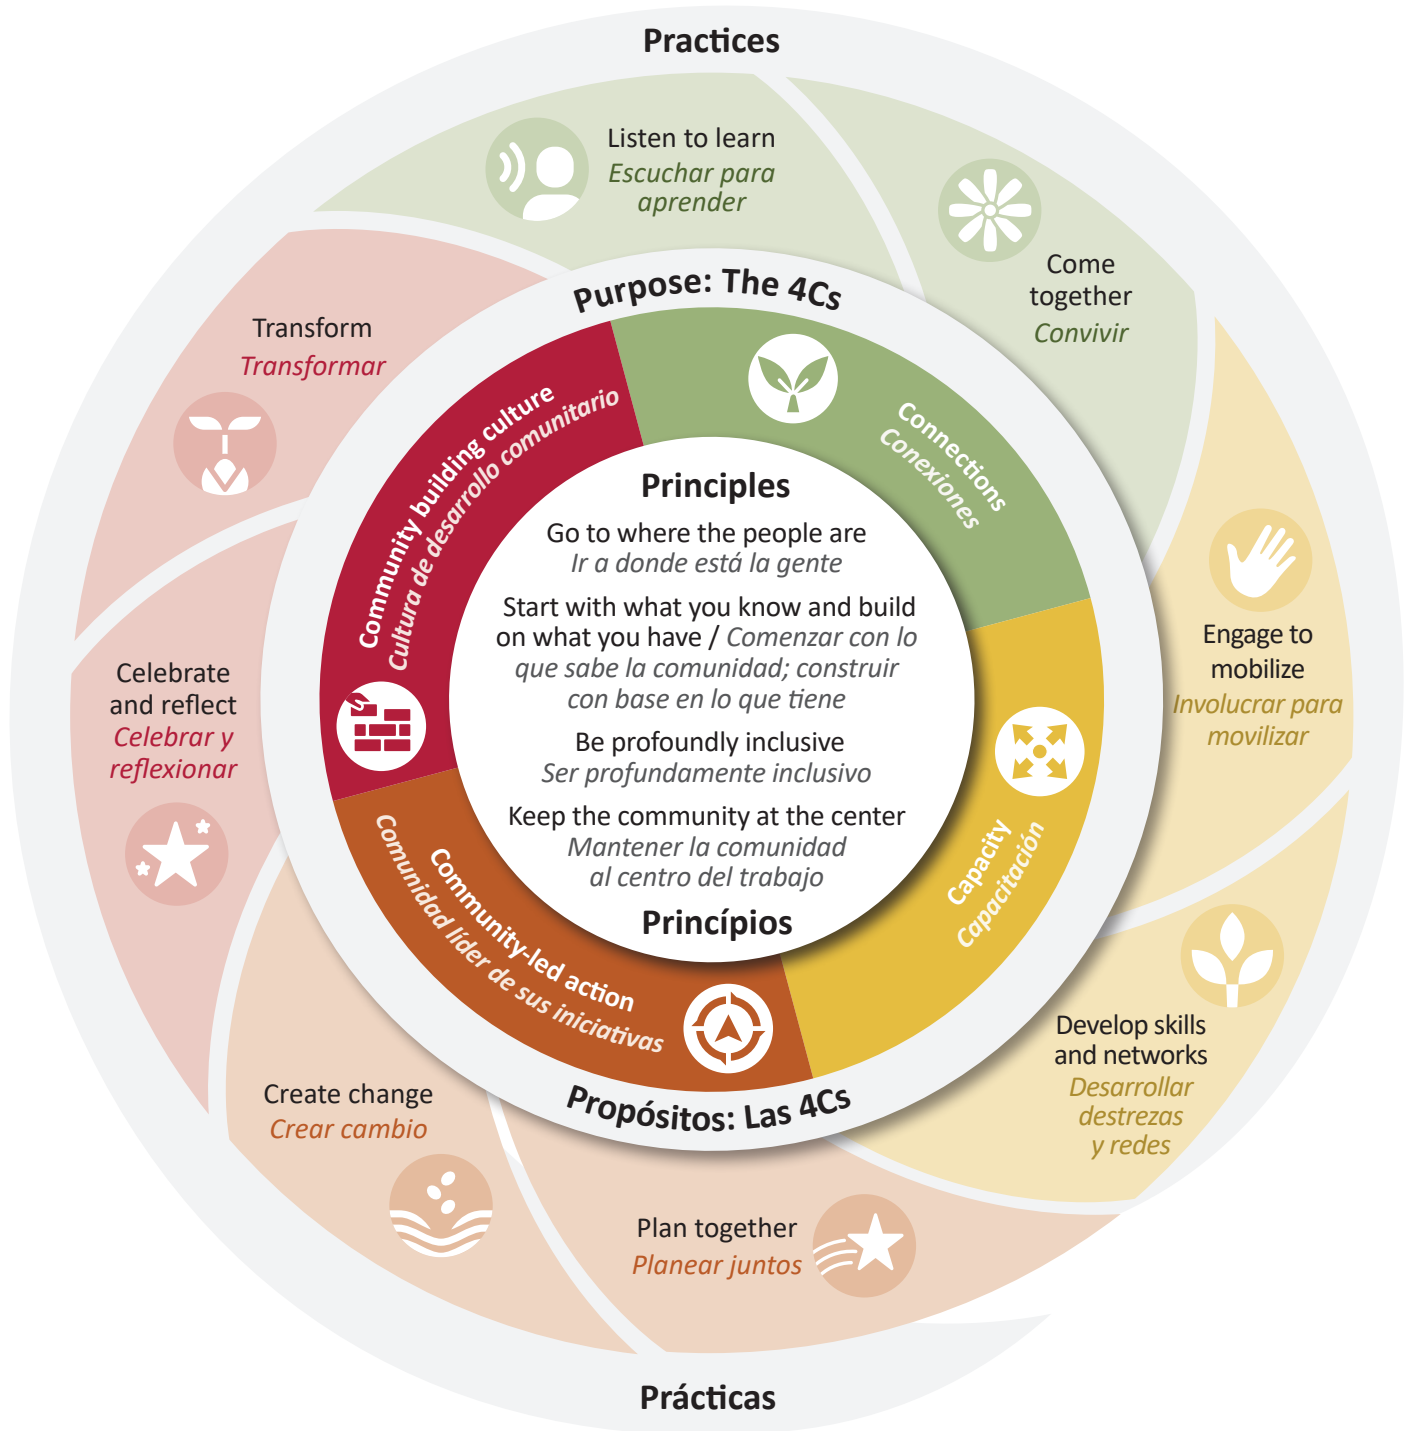 Practices
Listen to learn
Escuchar para
aprender
Come
together
Convivir
Engage to
mobilize
Involucrar para
movilizar
Develop skills
and networks
Desarrollar
destrezas
y redes
Plan together
Planear juntos
Create change
Crear cambio
Celebrate
and reflect
Celebrar y
reflexionar
Transform
Transformar
Prácticas
Purpose: The 4Cs
Connections
Conexiones
Capacity
Capacitación
Community-led action
Comunidad líder de sus iniciativas
Community building culture
Cultura de desarrollo comunitario
Propósitos: Las 4Cs
Principles
Go to where the people are
Ir a donde está la gente
Start with what you know and build
on what you have / Comenzar con lo
que sabe la comunidad; construir
con base en lo que tiene
Be profoundly inclusive
Ser profundamente inclusivo
Keep the community at the center
Mantener la comunidad
al centro del trabajo
Princípios